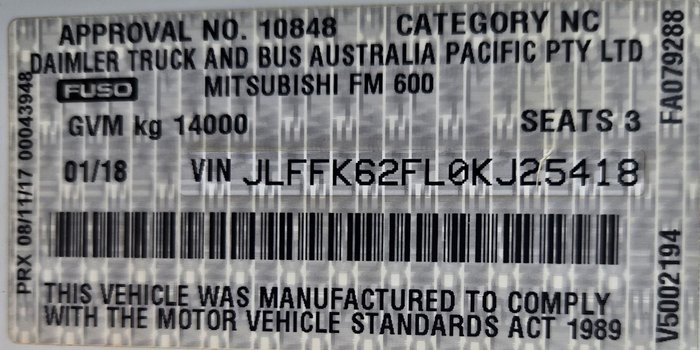 APPROVAL NO. 10848 CATEGORY NC
DAIMLER TRUCK AND BUS AUSTRALIA PACIFIC PTY LTD
FUSO MITSUBISHI FM 600
GVM kg 14000 SEATS 3
01/18 VIN JLFFK62FL0KJ25418
THIS VEHICLE WAS MANUFACTURED TO COMPLY
WITH THE MOTOR VEHICLE STANDARDS ACT 1989
PRX 08/11/17 00043948
V5002194 FA079288